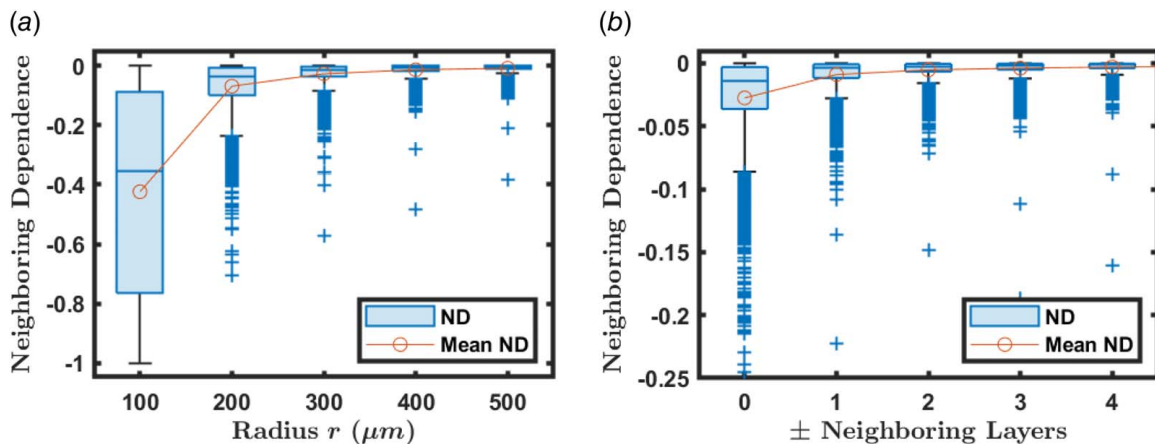 (a)
Neighboring Dependence
0
-0.2
-0.4
-0.6
-0.8
-1
100 200 300 400 500
Radius r (μm)
ND
Mean ND
(b)
Neighboring Dependence
0
-0.05
-0.1
-0.15
-0.2
-0.25
0 1 2 3 4
± Neighboring Layers
ND
Mean ND